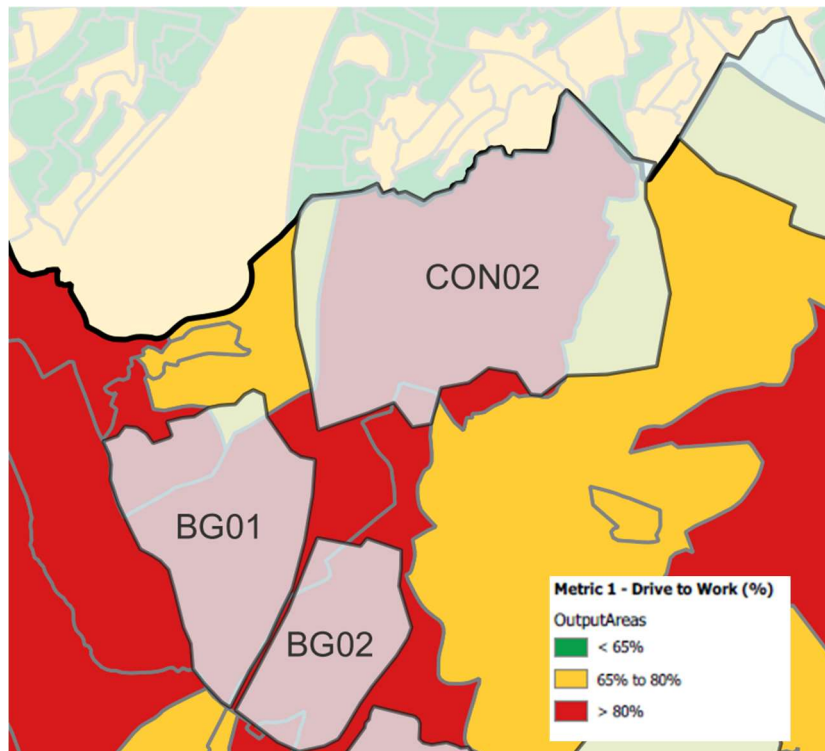 CON02
BG01
BG02
Metric 1 - Drive to Work (%)
OutputAreas
< 65%
65% to 80%
> 80%